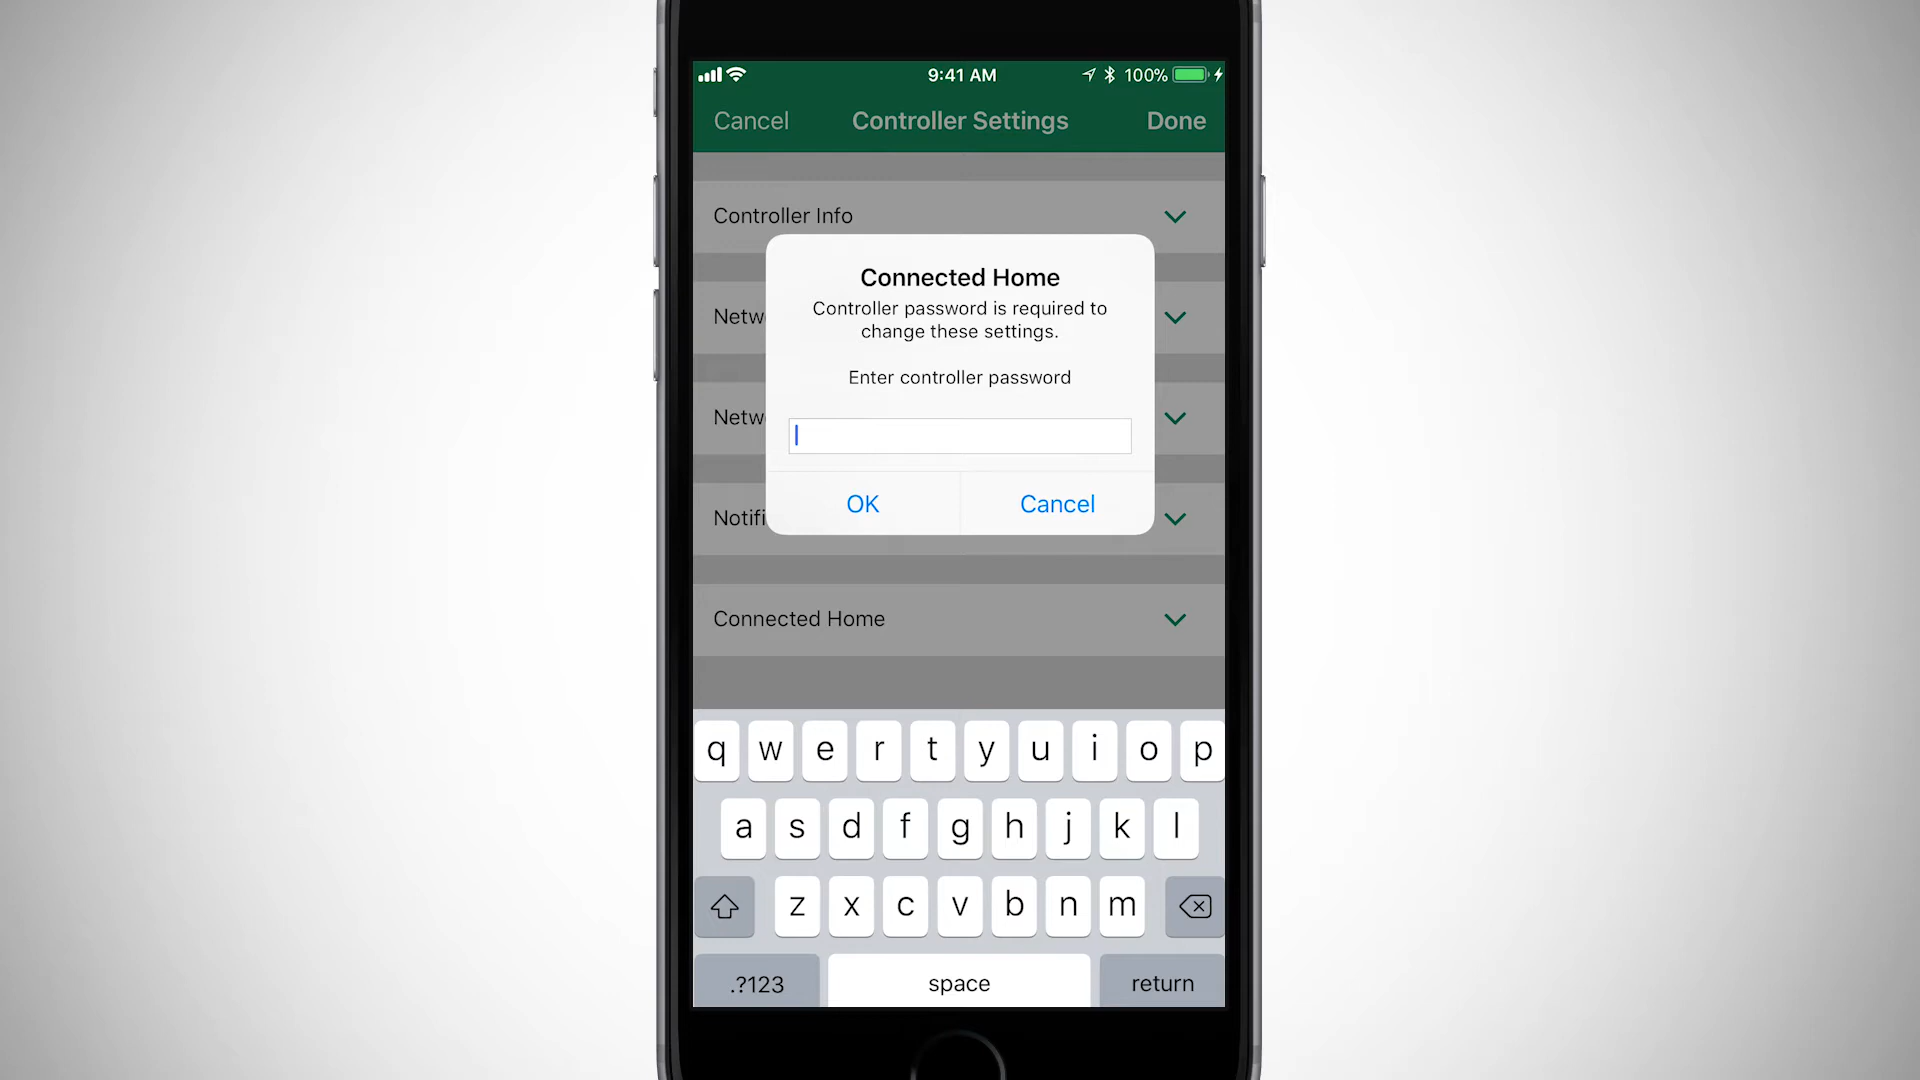 9:41 AM 100%
Cancel Controller Settings Done
Controller Info
Connected Home
Controller password is required to
change these settings.
Netw
Enter controller password
Netw
OK Cancel
Notifi
Connected Home
q w e r t y u i o p
a s d f g h j k l
z x c v b n m
.?123 space return